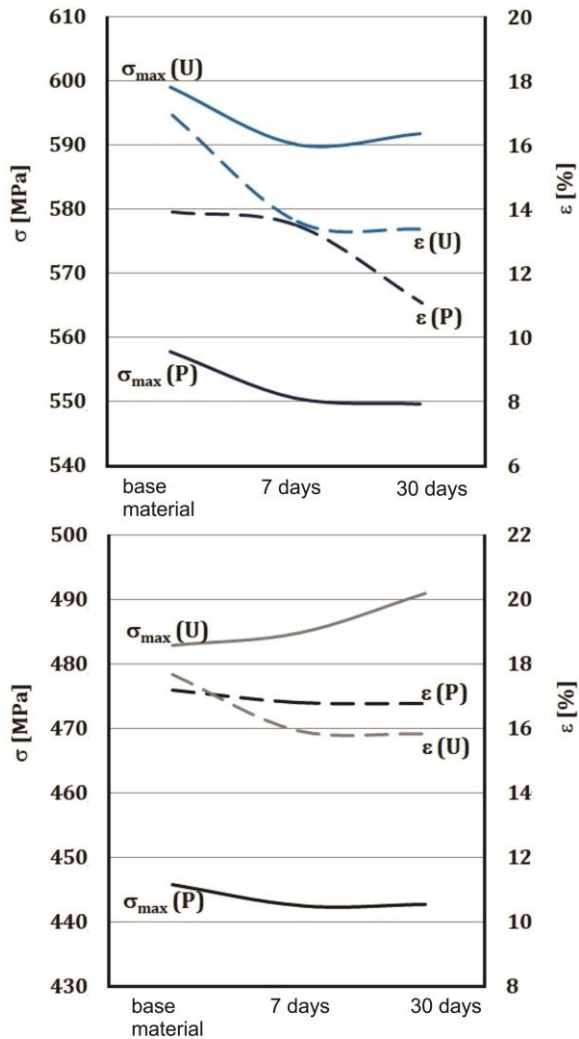 610
20
σmax (U)
600
18
590
16
σ [MPa]
ε [%]
580
14
ε (U)
570
12
ε (P)
560
10
σmax (P)
550
8
540
6
base
material
7 days
30 days
500
22
490
20
σmax (U)
480
18
ε (P)
σ [MPa]
ε [%]
470
16
ε (U)
460
14
450
12
σmax (P)
440
10
430
8
base
material
7 days
30 days